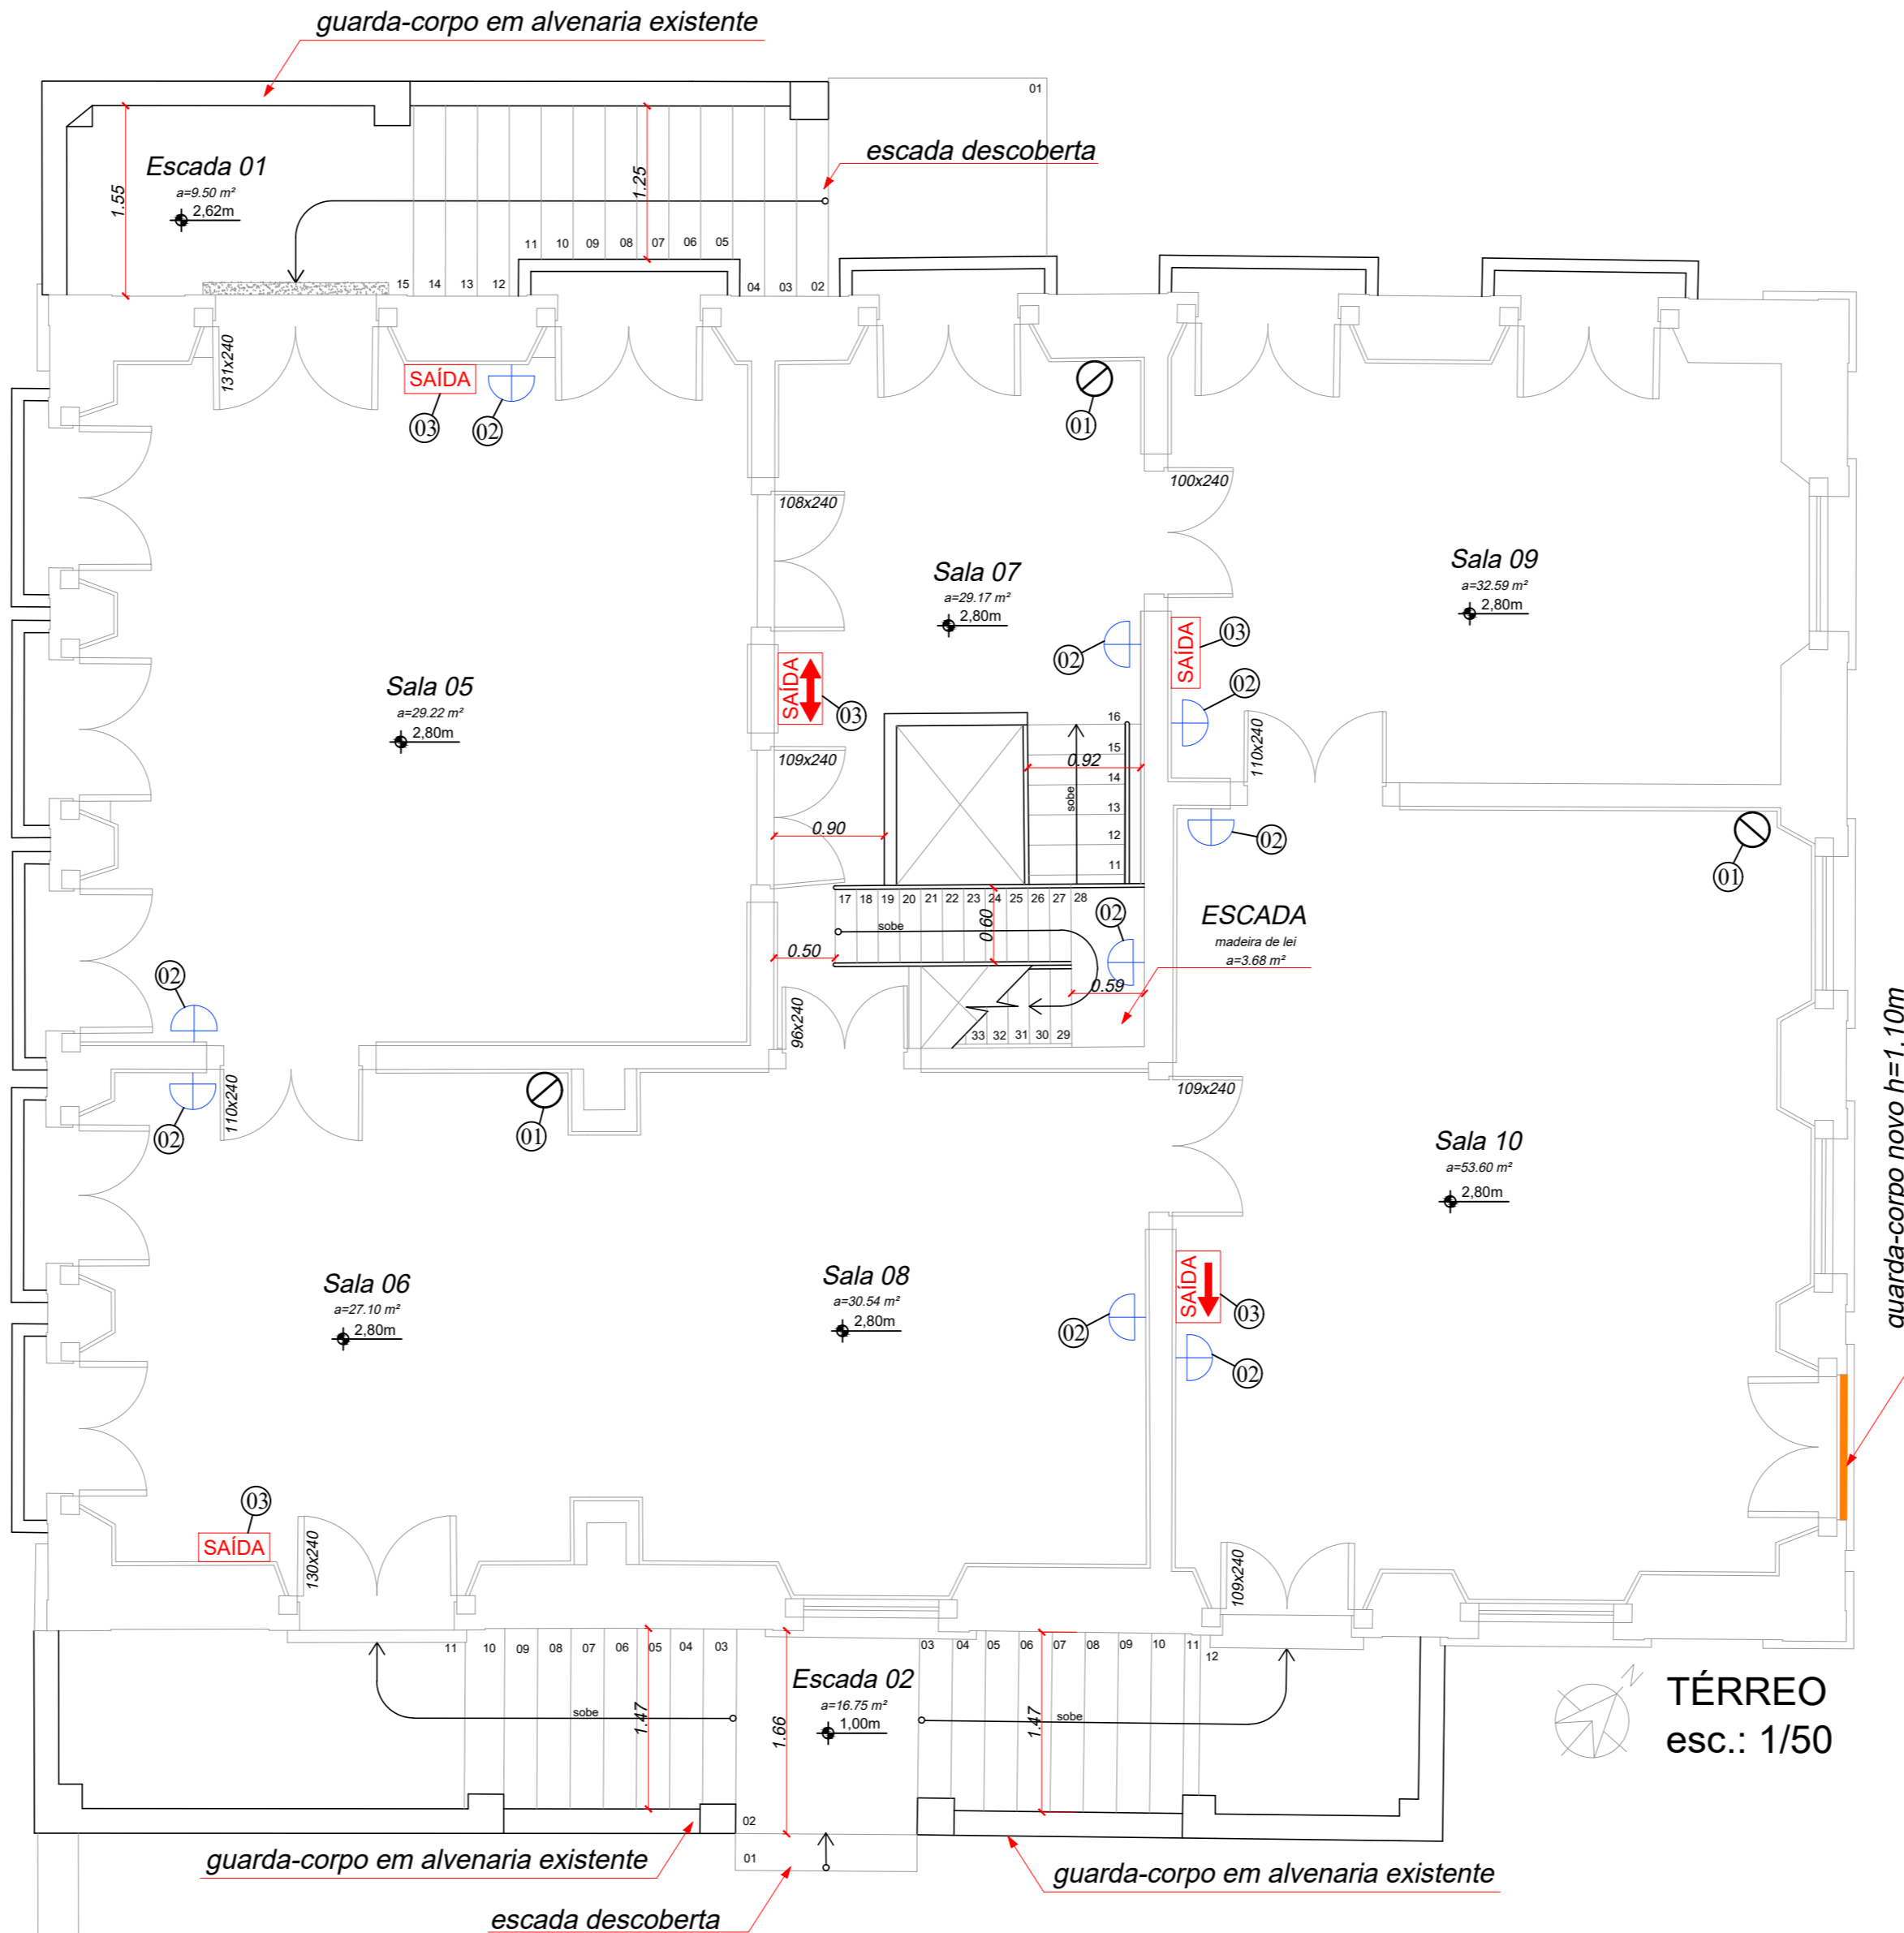 guarda-corpo em alvenaria existente
01
escada descoberta
Escada 01
a=9.50 m²
2,62m
1.55
1.25
11 10 09 08 07 06 05
15 14 13 12
04 03 02
131x240
SAÍDA
03
02
01
108x240
100x240
Sala 07
a=29.17 m²
2,80m
Sala 09
a=32.59 m²
2,80m
02
SAÍDA
03
02
Sala 05
a=29.22 m²
2,80m
SAÍDA
03
109x240
110x240
16
15
14
13
12
11
0.92
sobe
0.90
02
01
17 18 19 20 21 22 23 24 25 26 27 28
sobe
0.60
02
0.50
0.59
ESCADA
madeira de lei
a=3.68 m²
33 32 31 30 29
96x240
02
02
110x240
01
109x240
guarda-corpo novo h=1,10m
Sala 10
a=53.60 m²
2,80m
Sala 06
a=27.10 m²
2,80m
Sala 08
a=30.54 m²
2,80m
02
SAÍDA
03
02
03
SAÍDA
130x240
109x240
11 10 09 08 07 06 05 04 03
03 04 05 06 07 08 09 10 11
12
sobe
1.47
1.66
Escada 02
a=16.75 m²
1,00m
sobe
1.47
N
TÉRREO
esc.: 1/50
02
01
guarda-corpo em alvenaria existente
guarda-corpo em alvenaria existente
escada descoberta